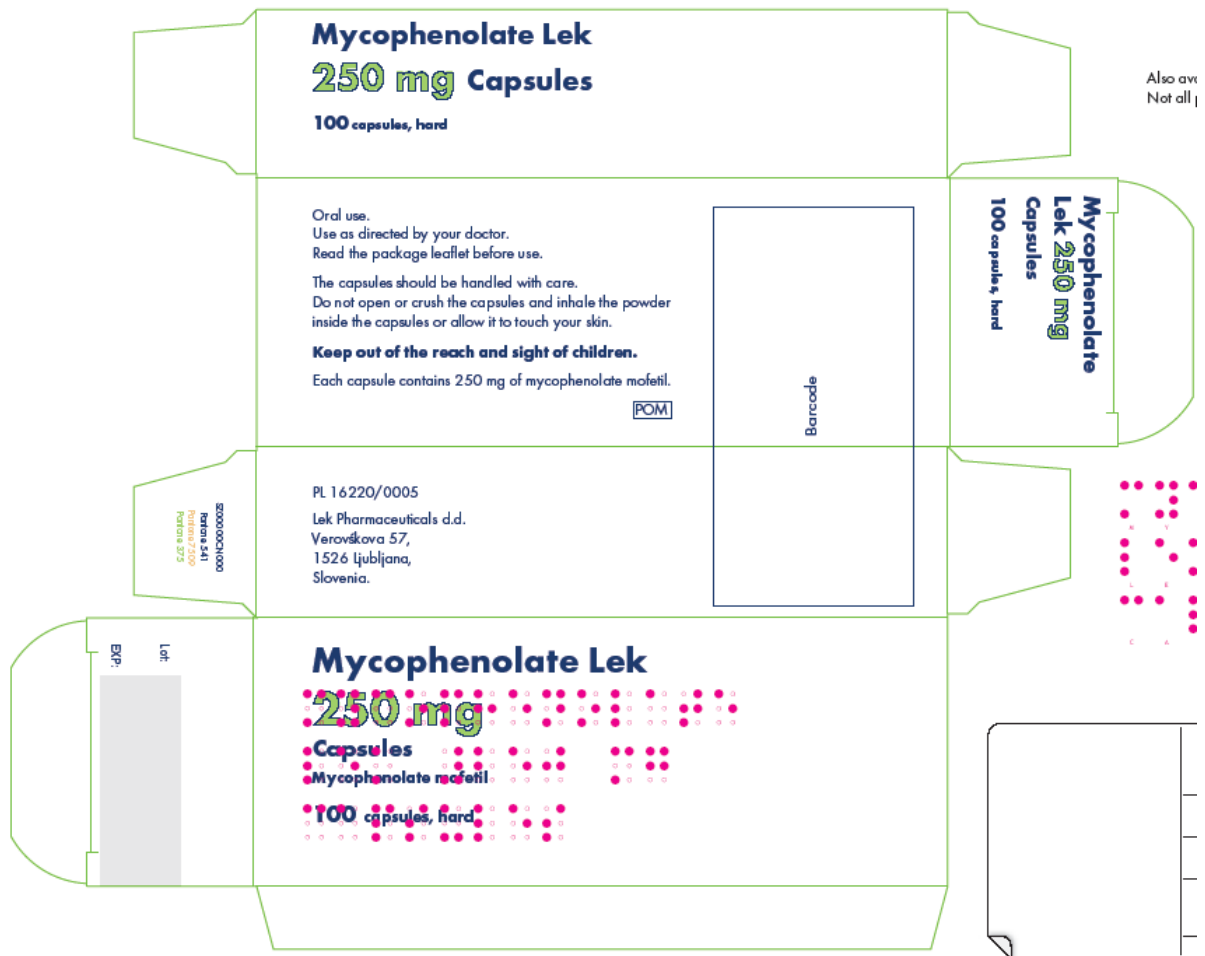 Mycophenolate Lek
250 mg Capsules
100 capsules, hard
Also
Not all
Oral use.
Use as directed by your doctor.
Read the package leaflet before use.
The capsules should be handled with care.
Do not open or crush the capsules and inhale the powder
inside the capsules or allow it to touch your skin.
Keep out of the reach and sight of children.
Each capsule contains 250 mg of mycophenolate mofetil.
POM
Barcode
Mycophenolate
Lek 250 mg
Capsules
100 capsules, hard
SZ00000CN000
Pantone 541
Pantone 7509
Pantone 375
PL 16220/0005
Lek Pharmaceuticals d.d.
Verovškova 57,
1526 Ljubljana,
Slovenia.
M Y
L E
C A
Lot:
EXP:
Mycophenolate Lek
250 mg
Capsules
Mycophenolate mofetil
100 capsules, hard